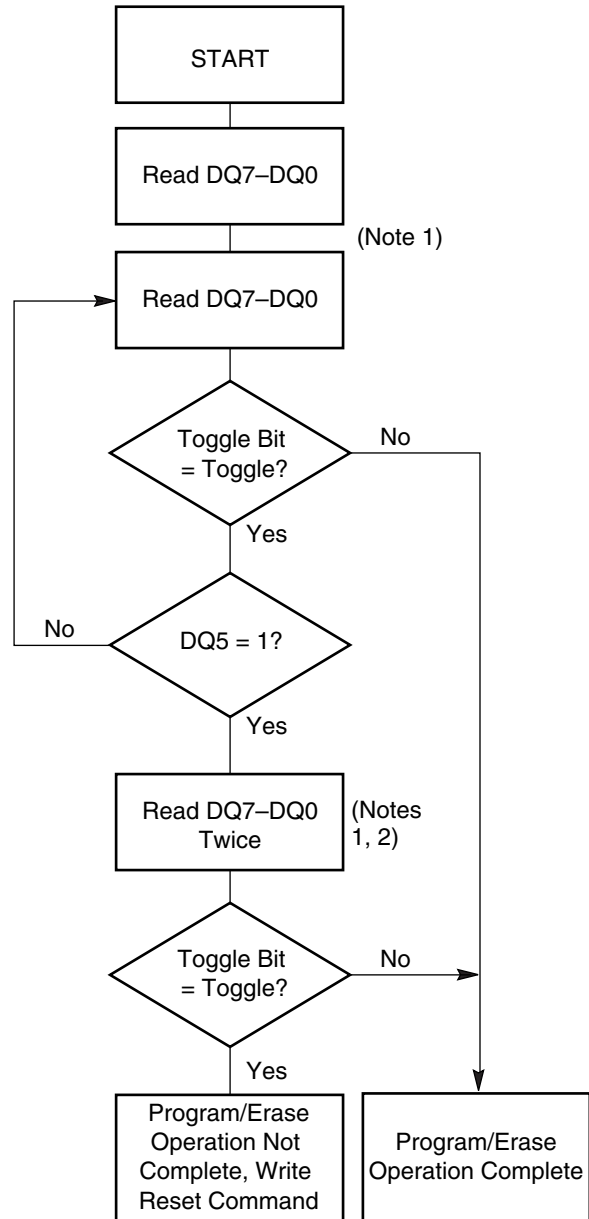 START
Read DQ7–DQ0
(Note 1)
Read DQ7–DQ0
Toggle Bit
= Toggle?
No
Yes
No
DQ5 = 1?
Yes
Read DQ7–DQ0
Twice
(Notes
1, 2)
Toggle Bit
= Toggle?
No
Yes
Program/Erase
Operation Not
Complete, Write
Reset Command
Program/Erase
Operation Complete